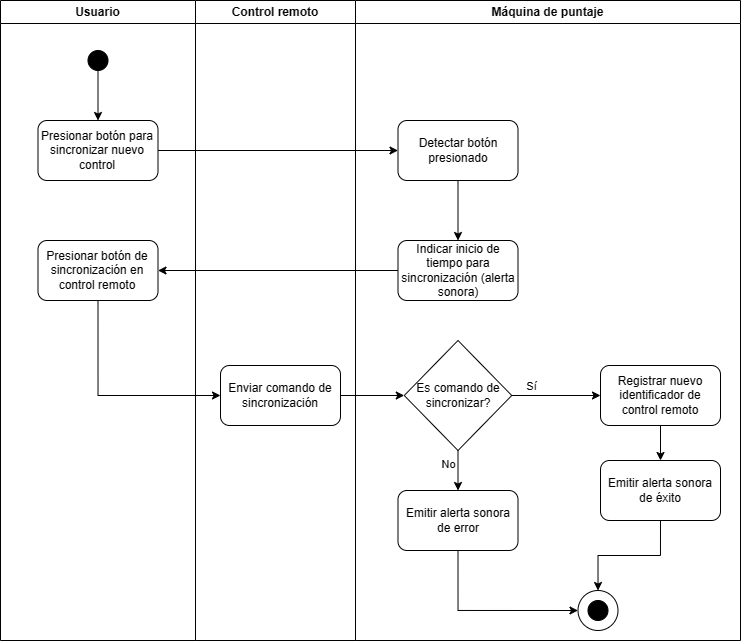 Usuario
Control remoto
Máquina de puntaje
Presionar botón para
sincronizar nuevo
control
Detectar botón
presionado
Presionar botón de
sincronización en
control remoto
Indicar inicio de
tiempo para
sincronización (alerta
sonora)
Enviar comando de
sincronización
Es comando de
sincronizar?
Sí
Registrar nuevo
identificador de
control remoto
No
Emitir alerta sonora
de error
Emitir alerta sonora
de éxito